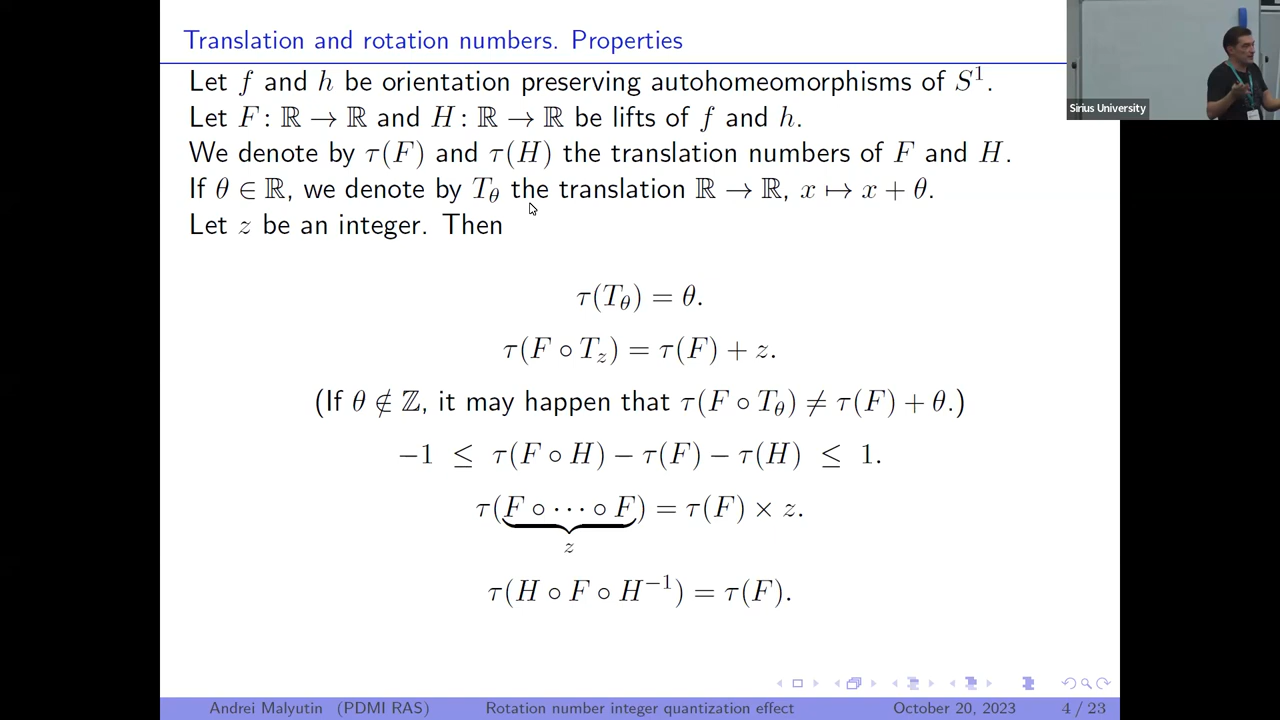 Translation and rotation numbers. Properties
Let f and h be orientation preserving autohomeomorphisms of S¹.
Let F: ℝ → ℝ and H: ℝ → ℝ be lifts of f and h.
We denote by τ(F) and τ(H) the translation numbers of F and H.
If θ ∈ ℝ, we denote by T_θ the translation ℝ → ℝ, x ↦ x + θ.
Let z be an integer. Then
τ(T_θ) = θ.
τ(F ∘ T_z) = τ(F) + z.
(If θ ∉ ℤ, it may happen that τ(F ∘ T_θ) ≠ τ(F) + θ.)
−1 ≤ τ(F ∘ H) − τ(F) − τ(H) ≤ 1.
τ(F ∘ ⋯ ∘ F) = τ(F) × z.
z
τ(H ∘ F ∘ H⁻¹) = τ(F).
Andrei Malyutin (PDMI RAS) Rotation number integer quantization effect October 20, 2023 4 / 23
Sirius University